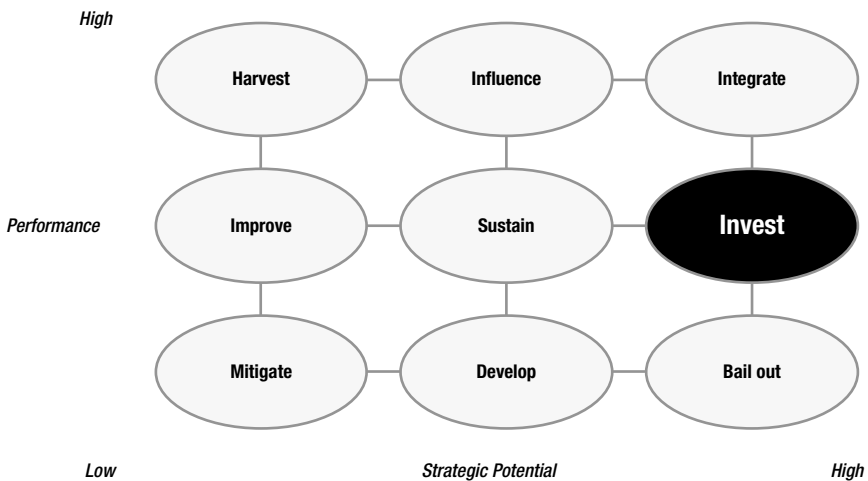 High
Harvest
Influence
Integrate
Performance
Improve
Sustain
Invest
Mitigate
Develop
Bail out
Low
Strategic Potential
High